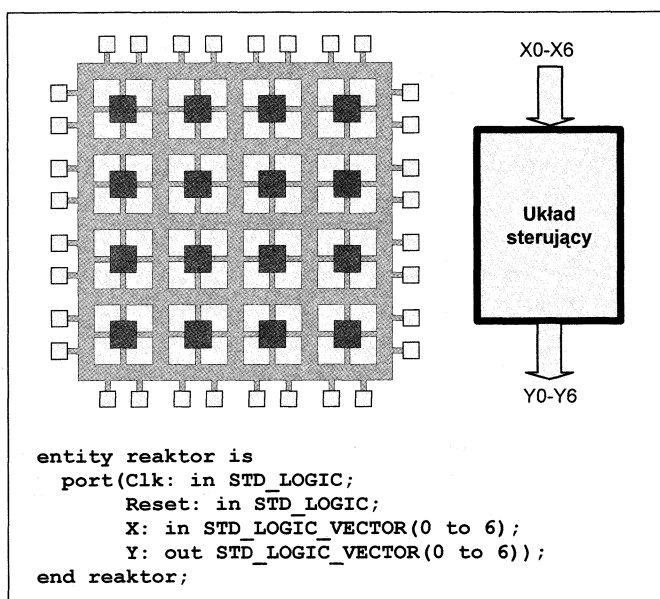 X0-X6
Układ
sterujący
Y0-Y6
entity reaktor is
port(Clk: in STD_LOGIC;
Reset: in STD_LOGIC;
X: in STD_LOGIC_VECTOR(0 to 6);
Y: out STD_LOGIC_VECTOR(0 to 6));
end reaktor;